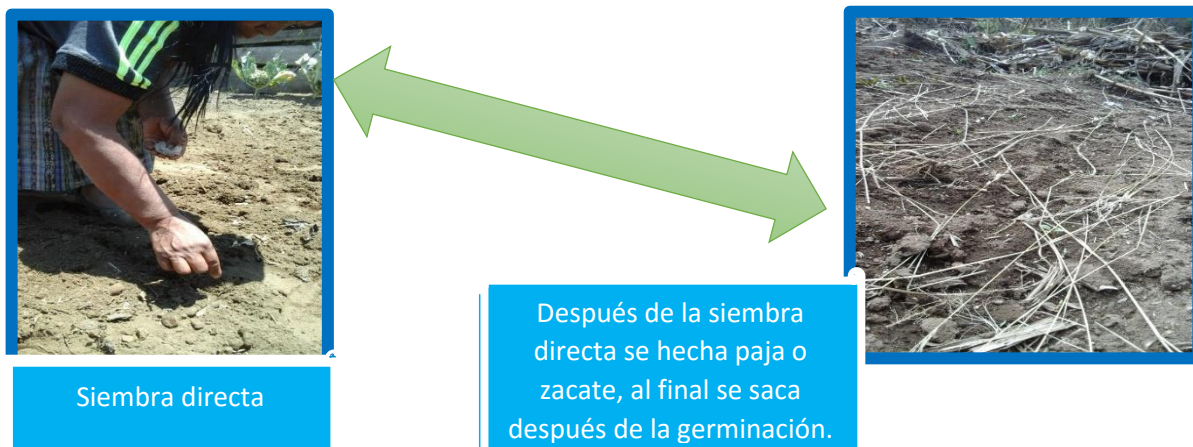 Siembra directa
Después de la siembra
directa se hecha paja o
zacate, al final se saca
después de la germinación.